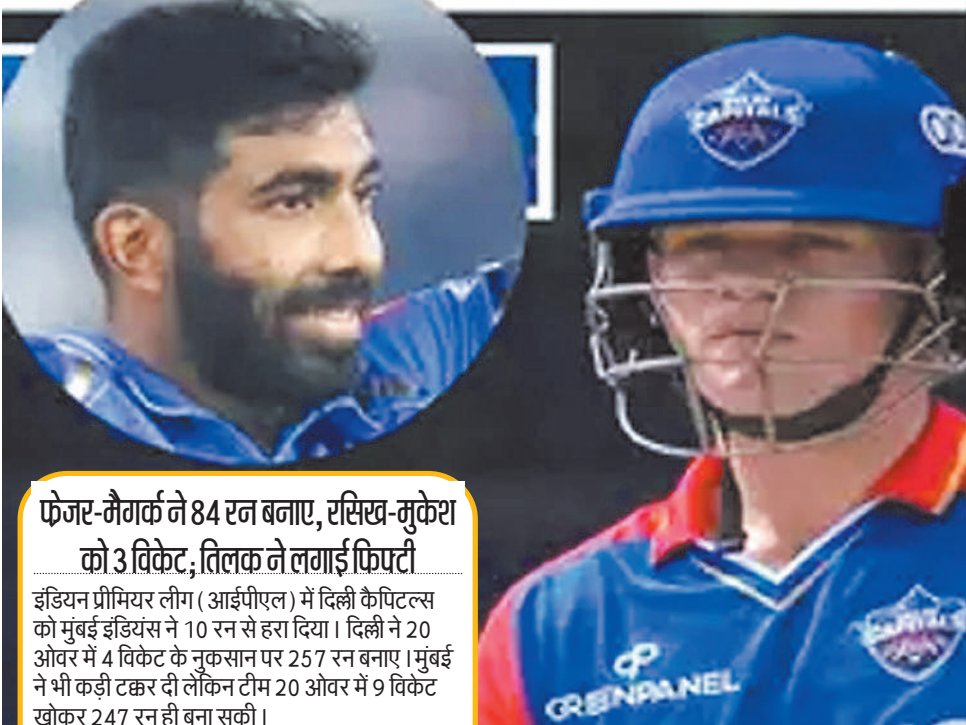 CAPITALS
फ्रेजर-मैगर्क ने 84 रन बनाए, रसिख-मुकेश
को 3 विकेट; तिलक ने लगाई फिफ्टी
इंडियन प्रीमियर लीग (आईपीएल) में दिल्ली कैपिटल्स
को मुंबई इंडियंस ने 10 रन से हरा दिया। दिल्ली ने 20
ओवर में 4 विकेट के नुकसान पर 257 रन बनाए।मुंबई
ने भी कड़ी टक्कर दी लेकिन टीम 20 ओवर में 9 विकेट
खोकर 247 रन ही बना सकी।
GREENPANEL
CAPITALS